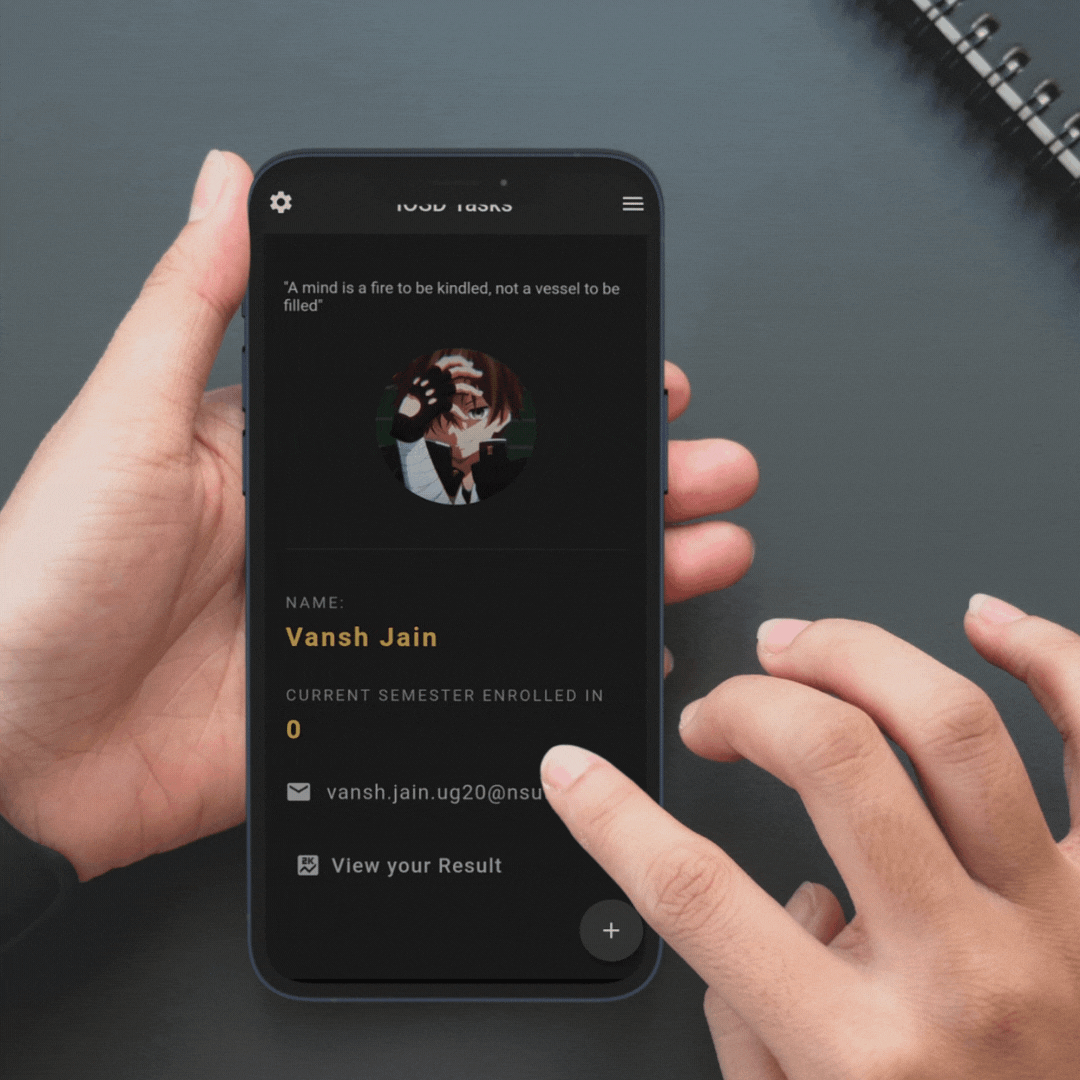 IOSD Tasks
"A mind is a fire to be kindled, not a vessel to be
filled"
NAME:
Vansh Jain
CURRENT SEMESTER ENROLLED IN
0
vansh.jain.ug20@nsu
View your Result
+